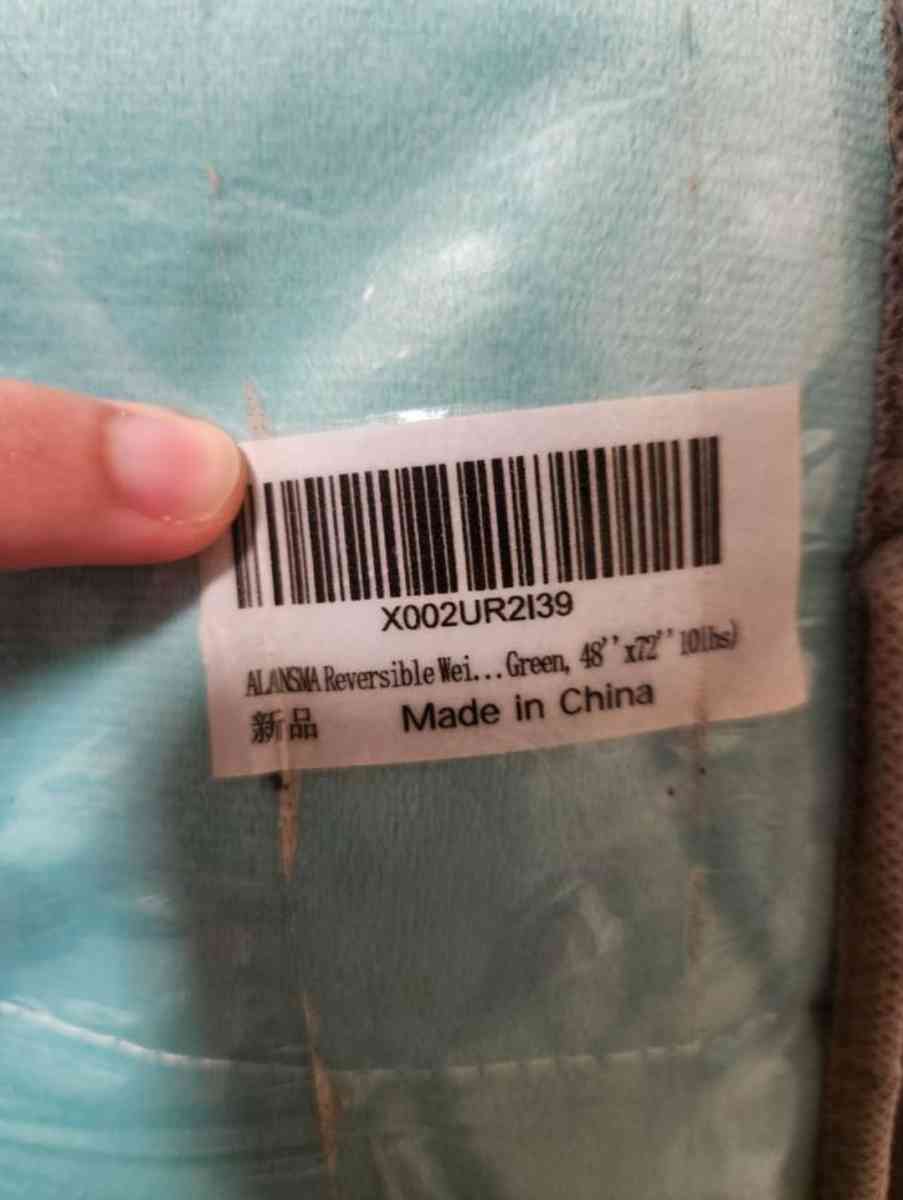 X002UR2I39
ALANSMA Reversible Wei...Green, 48''x72'' 10lbs)
新品 Made in China